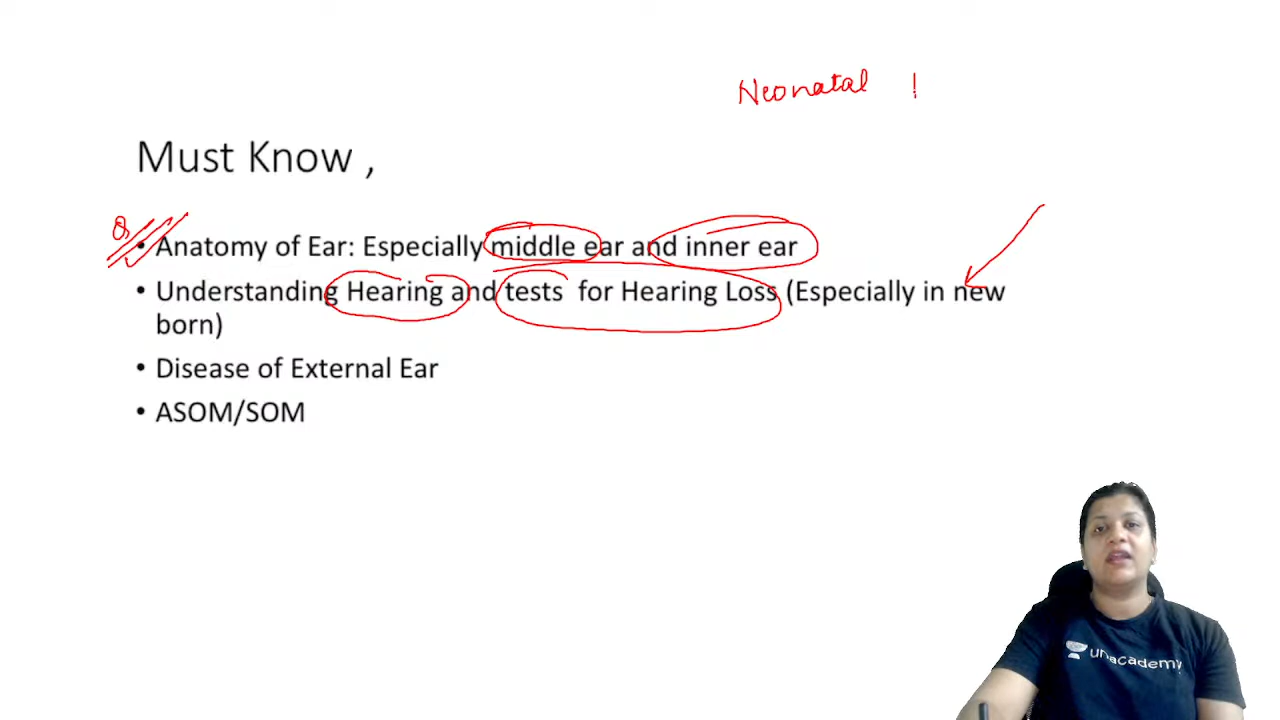 Neonatal
Must Know ,
• Anatomy of Ear: Especially middle ear and inner ear
• Understanding Hearing and tests for Hearing Loss (Especially in new
born)
• Disease of External Ear
• ASOM/SOM
unacademy